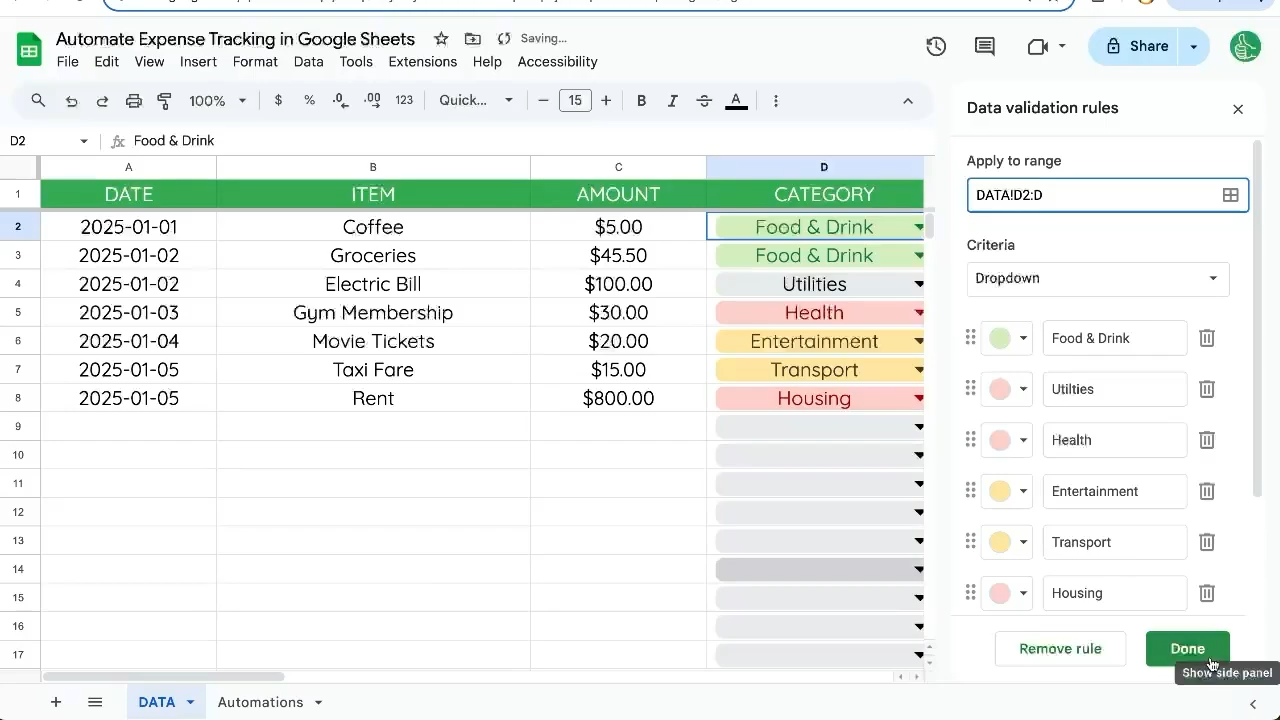 Automate Expense Tracking in Google Sheets
Saving...
File Edit View Insert Format Data Tools Extensions Help Accessibility
Share
100% $ % .0 .00 123 Quick... 15 B I A
D2 fx Food & Drink
A B C D
1 DATE ITEM AMOUNT CATEGORY
2 2025-01-01 Coffee $5.00 Food & Drink
3 2025-01-02 Groceries $45.50 Food & Drink
4 2025-01-02 Electric Bill $100.00 Utilities
5 2025-01-03 Gym Membership $30.00 Health
6 2025-01-04 Movie Tickets $20.00 Entertainment
7 2025-01-05 Taxi Fare $15.00 Transport
8 2025-01-05 Rent $800.00 Housing
9
10
11
12
13
14
15
16
17
DATA Automations
Data validation rules
Apply to range
DATA!D2:D
Criteria
Dropdown
Food & Drink
Utilties
Health
Entertainment
Transport
Housing
Remove rule Done
Show side panel